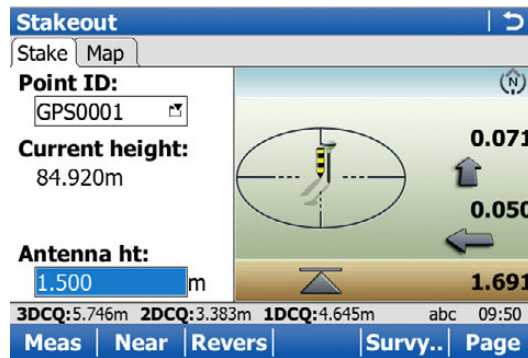 Stakeout
Stake Map
Point ID:
GPS0001
N
Current height:
84.920m
0.071
0.050
Antenna ht:
1.500 m
1.691
3DCQ:5.746m 2DCQ:3.383m 1DCQ:4.645m abc 09:50
Meas Near Revers Survy.. Page